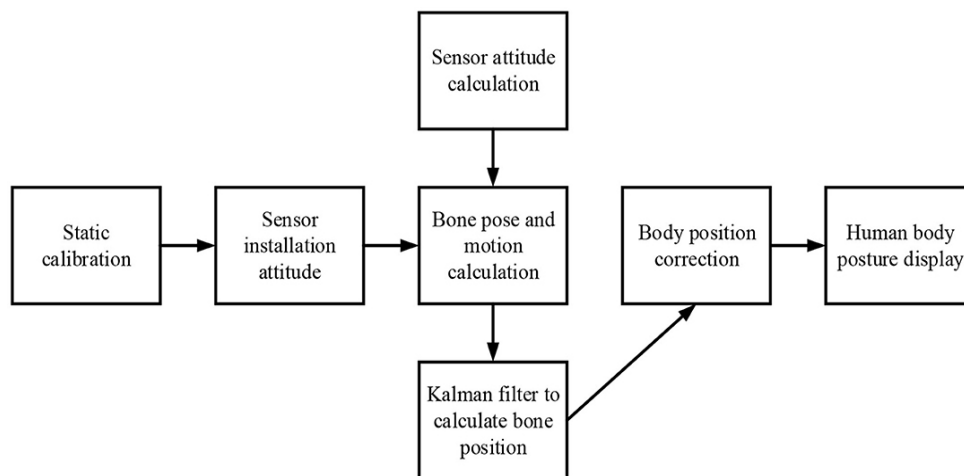 Sensor attitude
calculation
Static
calibration
Sensor
installation
attitude
Bone pose and
motion
calculation
Body position
correction
Human body
posture display
Kalman filter to
calculate bone
position